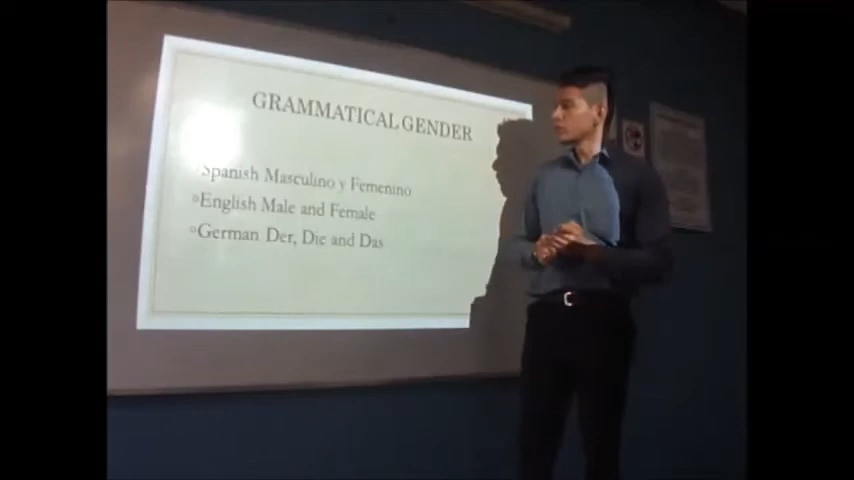 GRAMMATICAL GENDER
Spanish Masculino y Femenino
°English Male and Female
°German Der, Die and Das